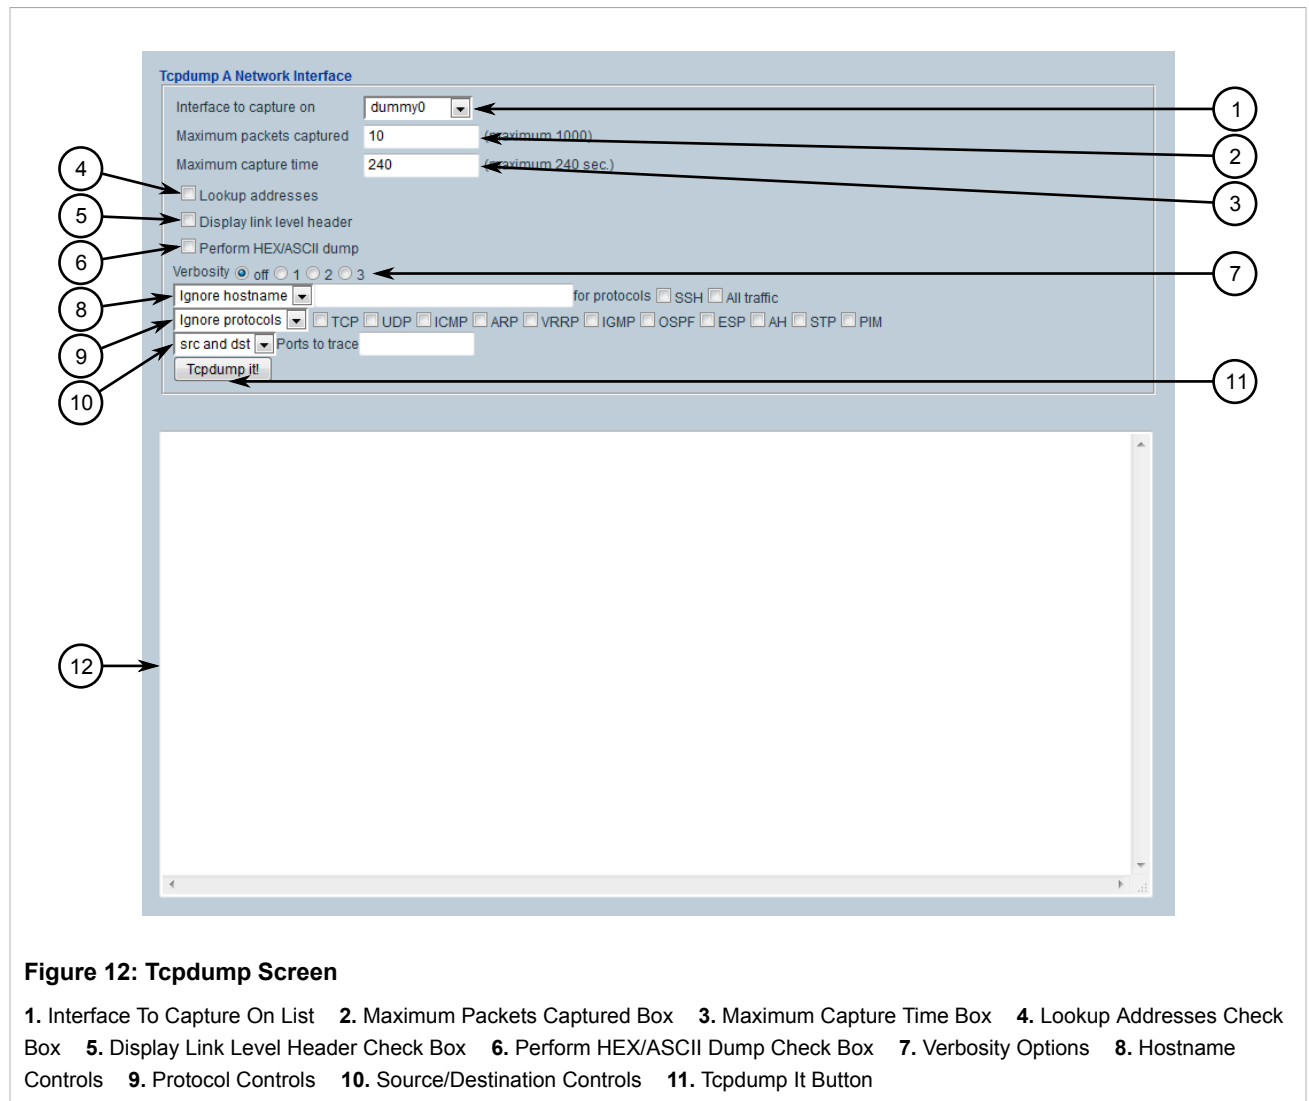 Tcpdump A Network Interface
Interface to capture on dummy0
1
Maximum packets captured 10 (maximum 1000)
2
Maximum capture time 240 (maximum 240 sec.)
3
4
Lookup addresses
5
Display link level header
6
Perform HEX/ASCII dump
Verbosity off 1 2 3
7
8
Ignore hostname for protocols SSH All traffic
9
Ignore protocols TCP UDP ICMP ARP VRRP IGMP OSPF ESP AH STP PIM
10
src and dst Ports to trace
Tcpdump it!
11
12
Figure 12: Tcpdump Screen
1. Interface To Capture On List 2. Maximum Packets Captured Box 3. Maximum Capture Time Box 4. Lookup Addresses Check
Box 5. Display Link Level Header Check Box 6. Perform HEX/ASCII Dump Check Box 7. Verbosity Options 8. Hostname
Controls 9. Protocol Controls 10. Source/Destination Controls 11. Tcpdump It Button